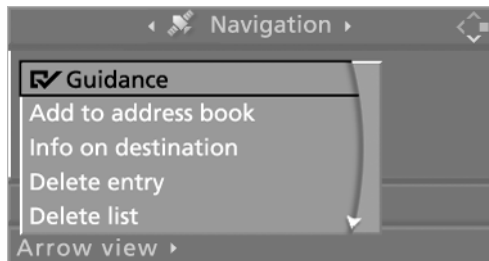 Navigation
Guidance
Add to address book
Info on destination
Delete entry
Delete list
Arrow view